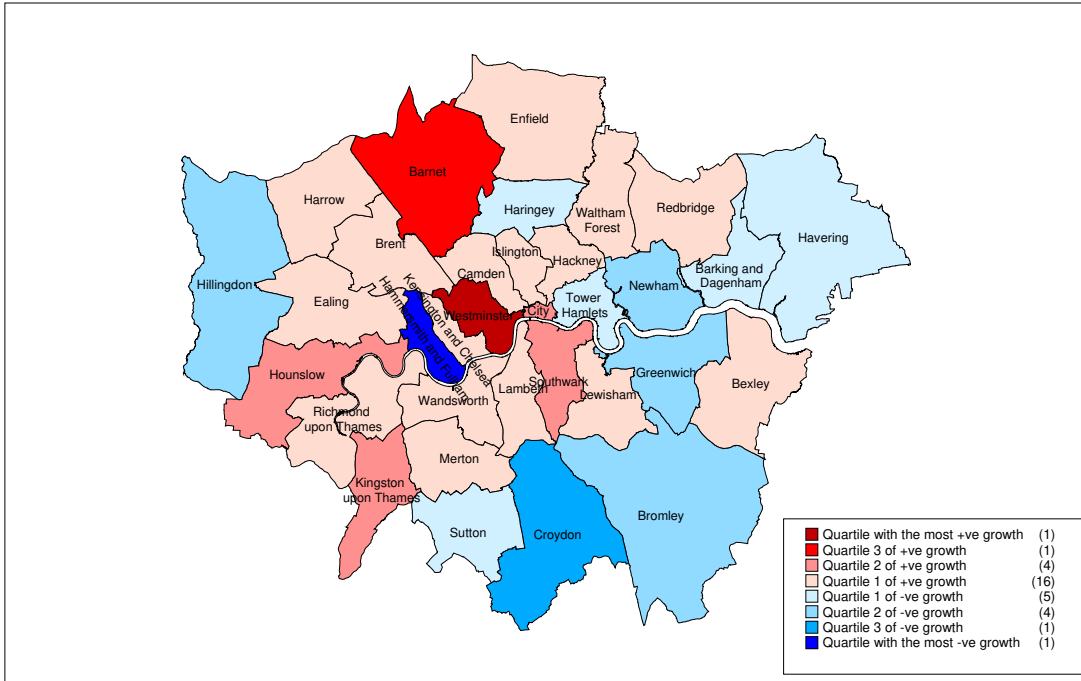 Enfield
Barnet
Harrow
Haringey
Waltham
Forest
Redbridge
Havering
Brent
Islington
Hackney
Camden
Barking and
Dagenham
Hillingdon
Newham
Ealing
Tower
Hamlets
Kensington and Chelsea
Hammersmith and Fulham
Westminster
City
Hounslow
Greenwich
Bexley
Southwark
Lambeth
Lewisham
Wandsworth
Richmond
upon Thames
Merton
Kingston
upon Thames
Sutton
Croydon
Bromley
Quartile with the most +ve growth (1)
Quartile 3 of +ve growth (1)
Quartile 2 of +ve growth (4)
Quartile 1 of +ve growth (16)
Quartile 1 of -ve growth (5)
Quartile 2 of -ve growth (4)
Quartile 3 of -ve growth (1)
Quartile with the most -ve growth (1)